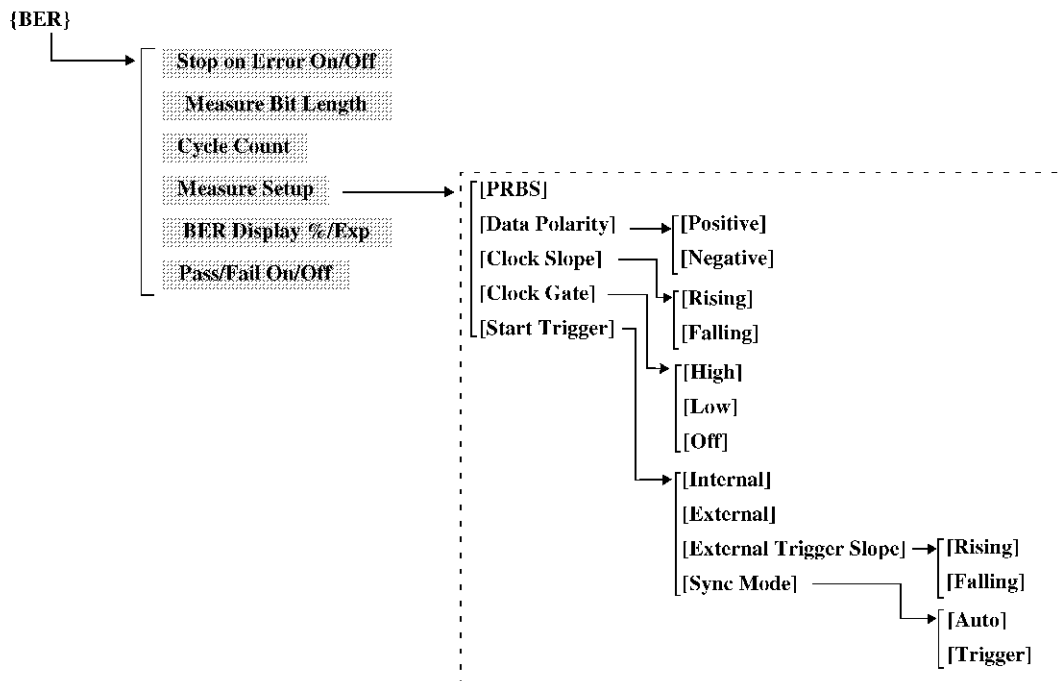 {BER}
Stop on Error On/Off
Measure Bit Length
Cycle Count
Measure Setup
BER Display %/Exp
Pass/Fail On/Off
[PRBS]
[Data Polarity]
[Clock Slope]
[Clock Gate]
[Start Trigger]
[Positive]
[Negative]
[Rising]
[Falling]
[High]
[Low]
[Off]
[Internal]
[External]
[External Trigger Slope]
[Sync Mode]
[Rising]
[Falling]
[Auto]
[Trigger]